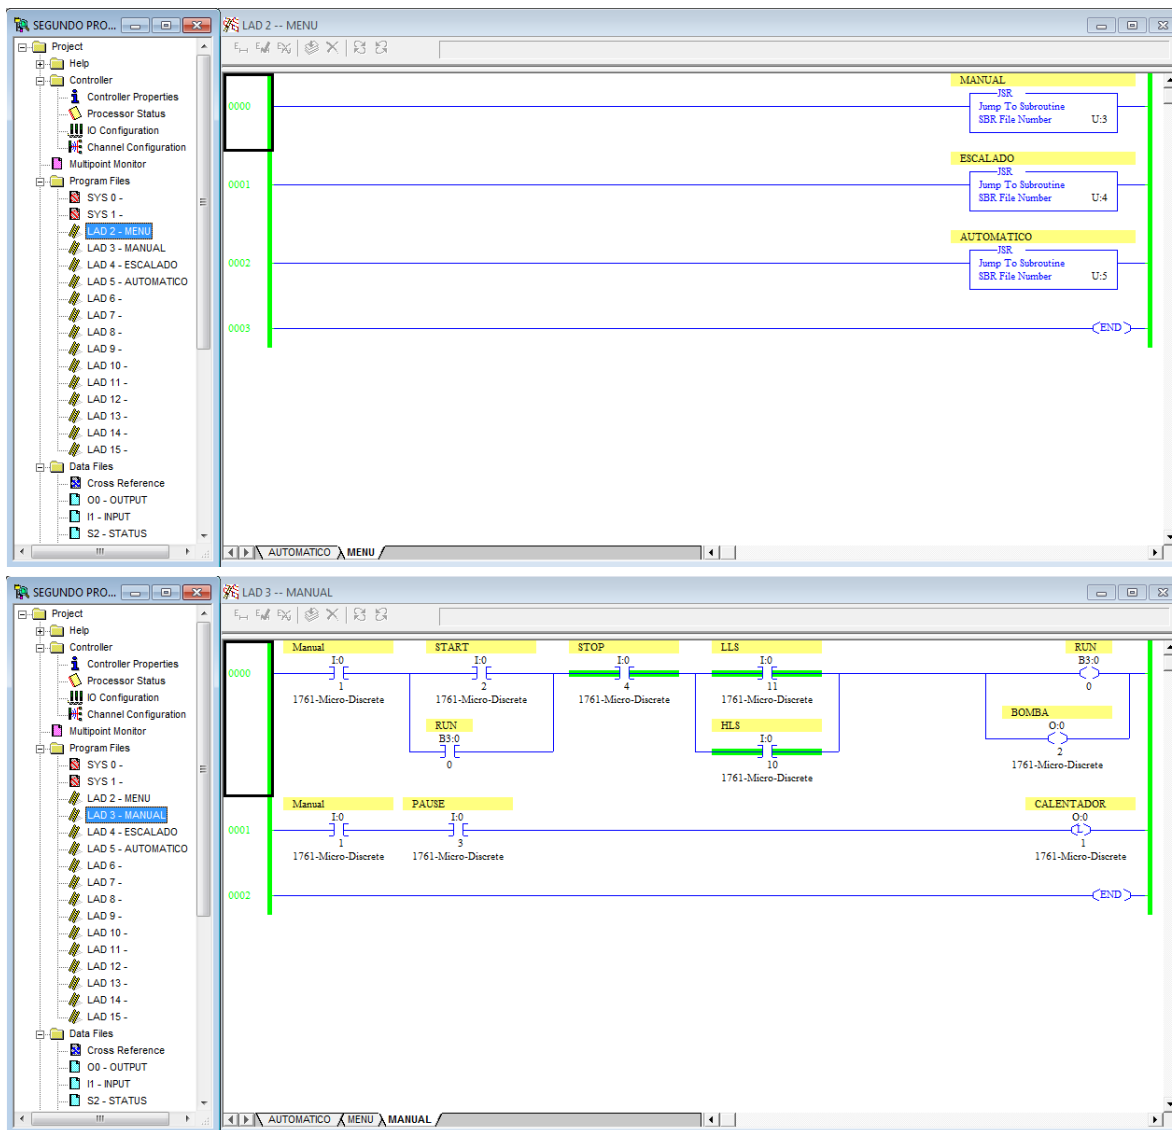 SEGUNDO PRO...
Project
Help
Controller
Controller Properties
Processor Status
IO Configuration
Channel Configuration
Multipoint Monitor
Program Files
SYS 0 -
SYS 1 -
LAD 2 - MENU
LAD 3 - MANUAL
LAD 4 - ESCALADO
LAD 5 - AUTOMATICO
LAD 6 -
LAD 7 -
LAD 8 -
LAD 9 -
LAD 10 -
LAD 11 -
LAD 12 -
LAD 13 -
LAD 14 -
LAD 15 -
Data Files
Cross Reference
O0 - OUTPUT
I1 - INPUT
S2 - STATUS
LAD 2 -- MENU
MANUAL
0000
JSR
Jump To Subroutine
SBR File Number U:3
ESCALADO
0001
JSR
Jump To Subroutine
SBR File Number U:4
AUTOMATICO
0002
JSR
Jump To Subroutine
SBR File Number U:5
0003
END
AUTOMATICO MENU
SEGUNDO PRO...
Project
Help
Controller
Controller Properties
Processor Status
IO Configuration
Channel Configuration
Multipoint Monitor
Program Files
SYS 0 -
SYS 1 -
LAD 2 - MENU
LAD 3 - MANUAL
LAD 4 - ESCALADO
LAD 5 - AUTOMATICO
LAD 6 -
LAD 7 -
LAD 8 -
LAD 9 -
LAD 10 -
LAD 11 -
LAD 12 -
LAD 13 -
LAD 14 -
LAD 15 -
Data Files
Cross Reference
O0 - OUTPUT
I1 - INPUT
S2 - STATUS
LAD 3 -- MANUAL
Manual START STOP LLS RUN
I:0 I:0 I:0 I:0 B3:0
0000
1 2 4 11 0
1761-Micro-Discrete 1761-Micro-Discrete 1761-Micro-Discrete 1761-Micro-Discrete
RUN HLS BOMBA
B3:0 I:0 O:0
0 10 2
1761-Micro-Discrete 1761-Micro-Discrete
Manual PAUSE CALENTADOR
I:0 I:0 O:0
0001 L
1 3 1
1761-Micro-Discrete 1761-Micro-Discrete 1761-Micro-Discrete
0002 END
AUTOMATICO MENU MANUAL